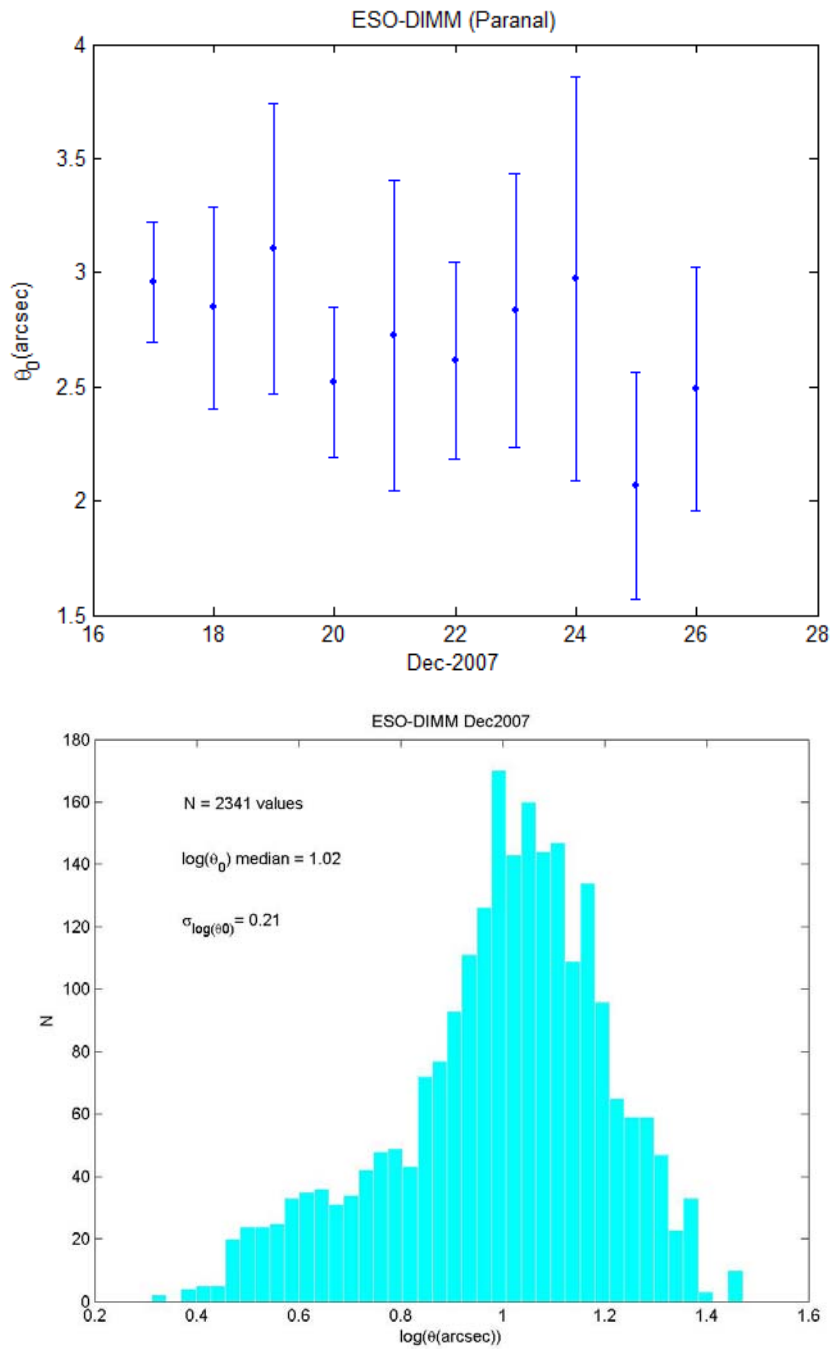 ESO-DIMM (Paranal)
4
3.5
3
2.5
2
1.5
θ0(arcsec)
16 18 20 22 24 26 28
Dec-2007
ESO-DIMM Dec2007
180
160
140
120
100
80
60
40
20
0
N
N = 2341 values
log(θ0) median = 1.02
σlog(θ0)= 0.21
0.2 0.4 0.6 0.8 1 1.2 1.4 1.6
log(θ(arcsec))